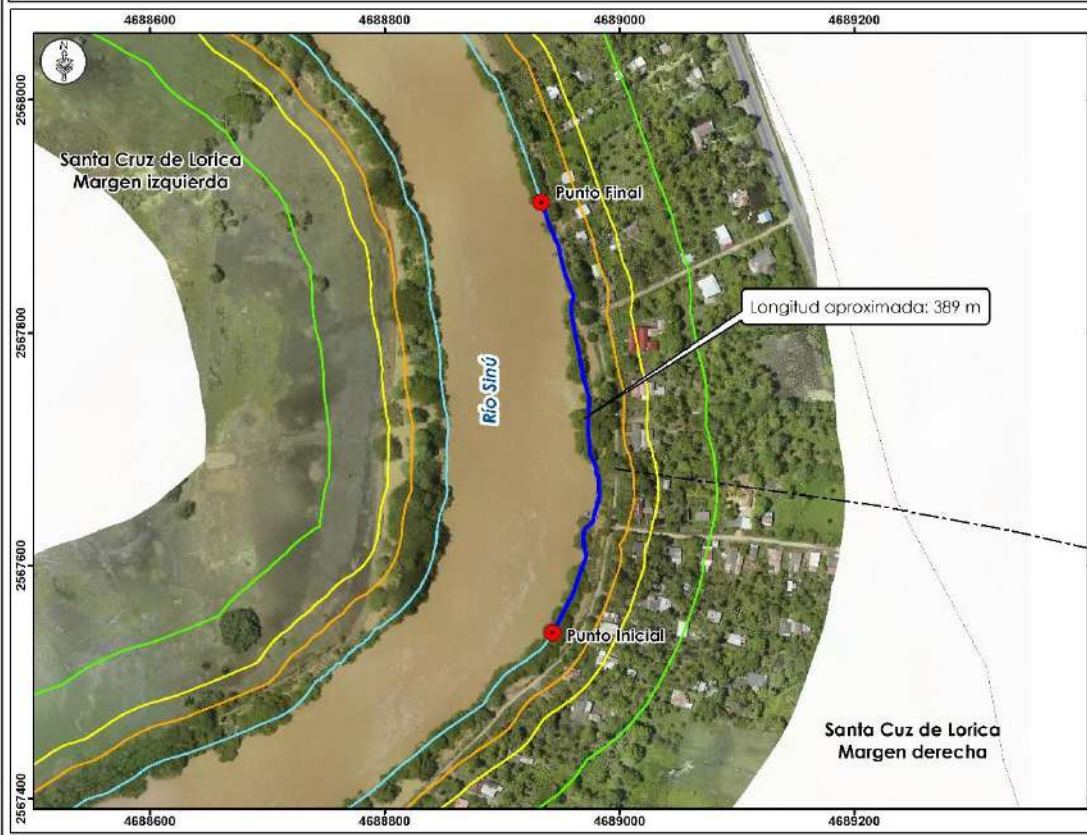 4688600
4688800
4689000
4689200
N
2568000
Santa Cruz de Lorica
Margen izquierda
Punto Final
Longitud aproximada: 389 m
2567800
Río Sinú
2567600
Punto Inicial
Santa Cuz de Lorica
Margen derecha
2567400
4688600
4688800
4689000
4689200